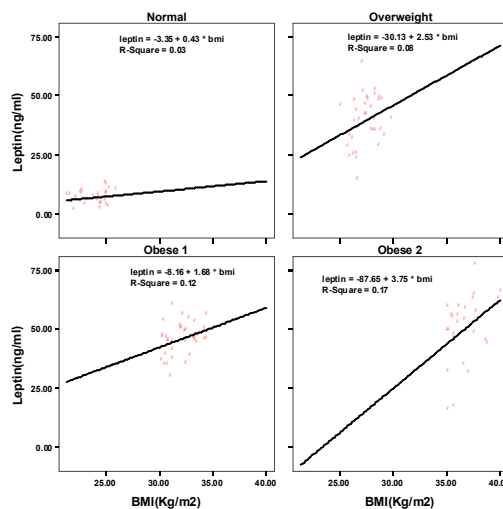 Normal
Overweight
leptin = -3.35 + 0.43 * bmi
R-Square = 0.03
leptin = -30.13 + 2.53 * bmi
R-Square = 0.08
75.00
50.00
25.00
0.00
Leptin(ng/ml)
Obese 1
Obese 2
leptin = -8.16 + 1.68 * bmi
R-Square = 0.12
leptin = -87.65 + 3.75 * bmi
R-Square = 0.17
75.00
50.00
25.00
0.00
Leptin(ng/ml)
25.00 30.00 35.00 40.00
25.00 30.00 35.00 40.00
BMI(Kg/m2)
BMI(Kg/m2)